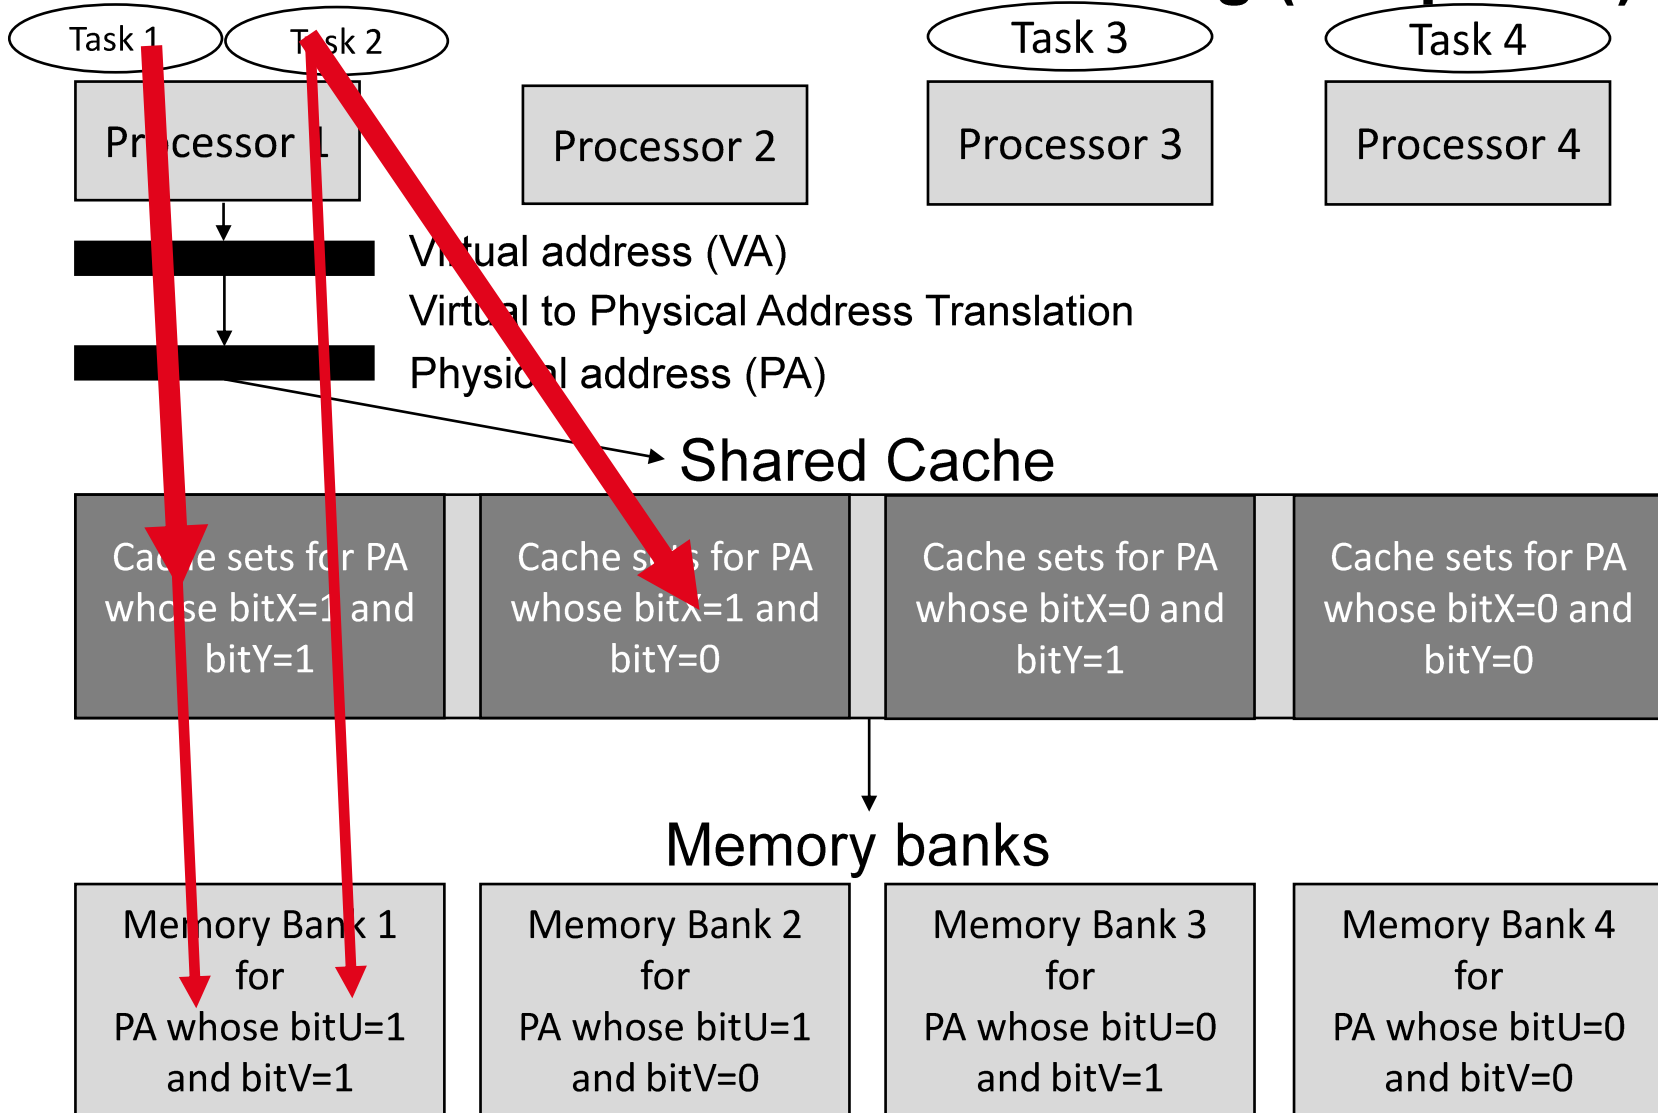 Task 1
Task 2
Task 3
Task 4
Processor 1
Processor 2
Processor 3
Processor 4
Virtual address (VA)
Virtual to Physical Address Translation
Physical address (PA)
Shared Cache
Cache sets for PA
whose bitX=1 and
bitY=1
Cache sets for PA
whose bitX=1 and
bitY=0
Cache sets for PA
whose bitX=0 and
bitY=1
Cache sets for PA
whose bitX=0 and
bitY=0
Memory banks
Memory Bank 1
for
PA whose bitU=1
and bitV=1
Memory Bank 2
for
PA whose bitU=1
and bitV=0
Memory Bank 3
for
PA whose bitU=0
and bitV=1
Memory Bank 4
for
PA whose bitU=0
and bitV=0